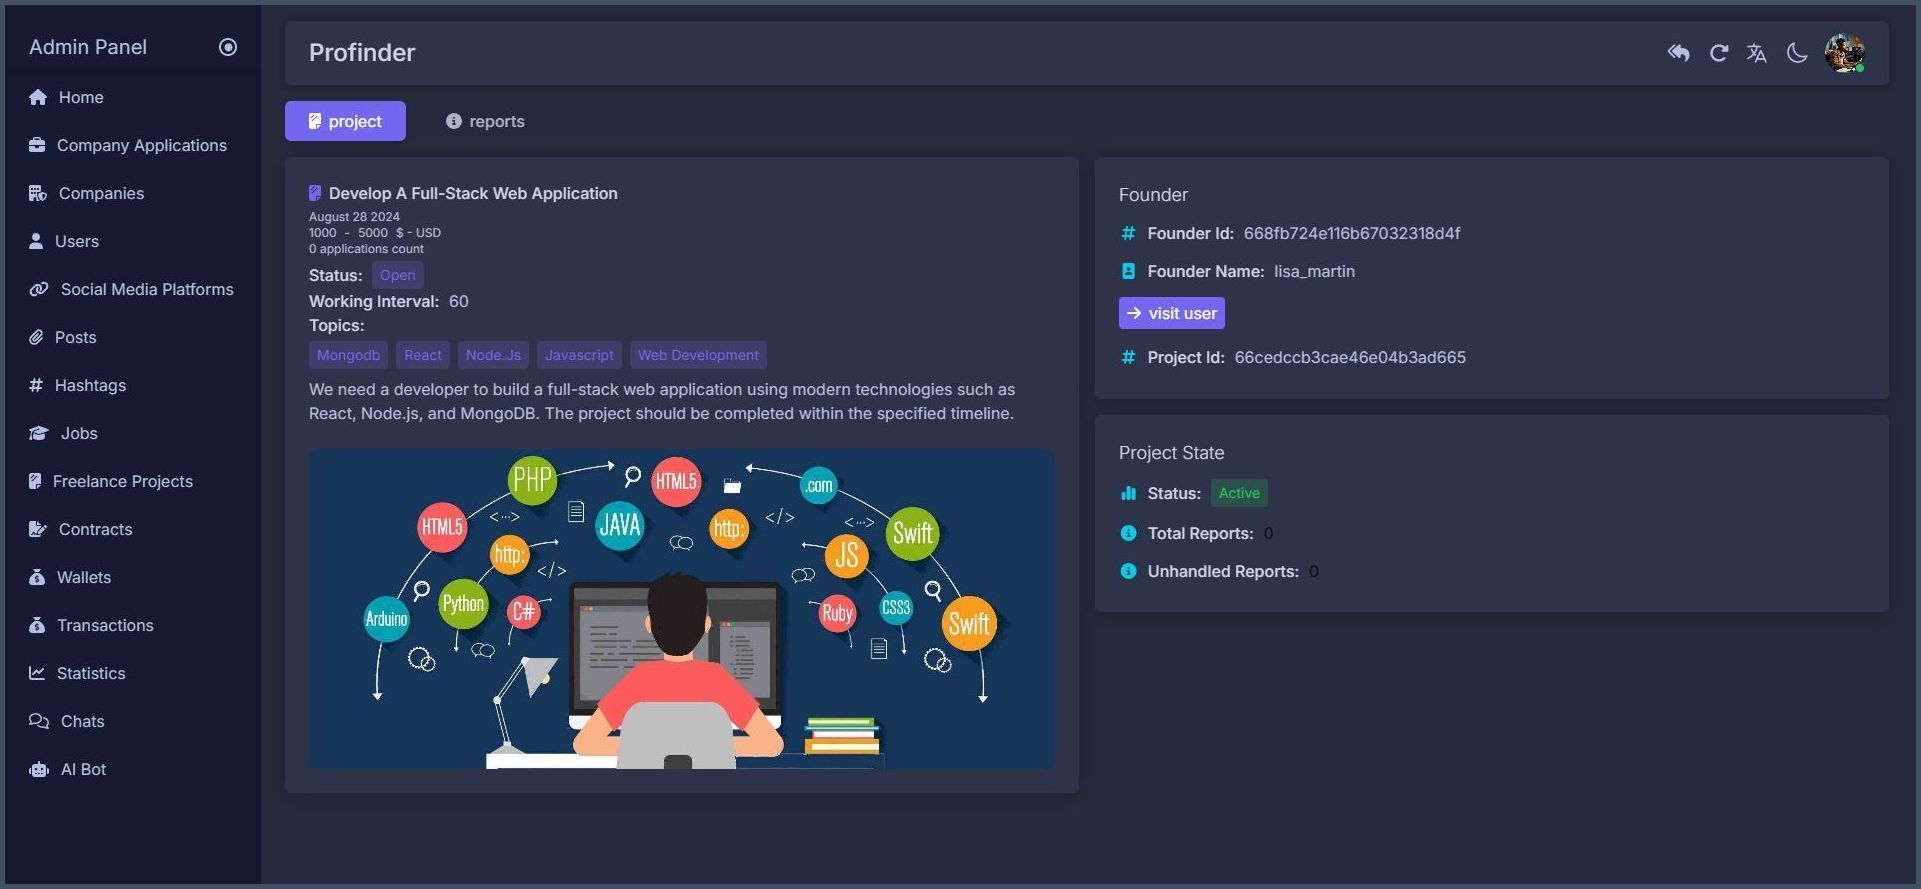 Admin Panel
Home
Company Applications
Companies
Users
Social Media Platforms
Posts
Hashtags
Jobs
Freelance Projects
Contracts
Wallets
Transactions
Statistics
Chats
AI Bot
Profinder
project
reports
Develop A Full-Stack Web Application
August 28 2024
1000 - 5000 $ - USD
0 applications count
Status: Open
Working Interval: 60
Topics:
Mongodb React Node.Js Javascript Web Development
We need a developer to build a full-stack web application using modern technologies such as
React, Node.js, and MongoDB. The project should be completed within the specified timeline.
PHP
HTML5
.com
HTML5
JAVA
http:
Swift
http:
JS
Python
C#
Ruby
CSS3
Arduino
Swift
Founder
# Founder Id: 668fb724e116b67032318d4f
Founder Name: lisa_martin
→ visit user
# Project Id: 66cedccb3cae46e04b3ad665
Project State
Status: Active
Total Reports: 0
Unhandled Reports: 0